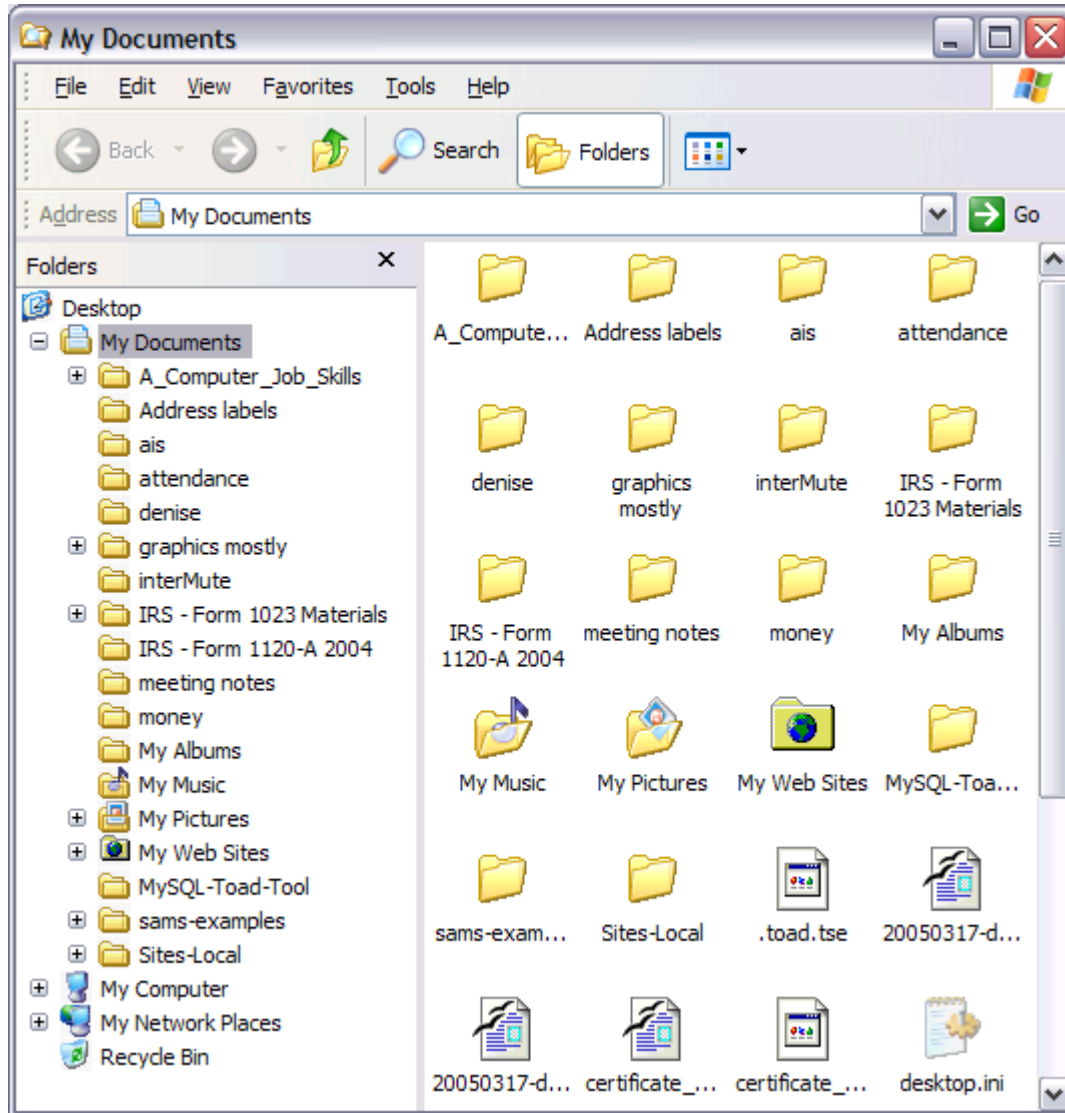 My Documents
File Edit View Favorites Tools Help
Back Search Folders
Address My Documents Go
Folders
Desktop
My Documents
A_Computer_Job_Skills
Address labels
ais
attendance
denise
graphics mostly
interMute
IRS - Form 1023 Materials
IRS - Form 1120-A 2004
meeting notes
money
My Albums
My Music
My Pictures
My Web Sites
MySQL-Toad-Tool
sams-examples
Sites-Local
My Computer
My Network Places
Recycle Bin
A_Compute... Address labels ais attendance
denise graphics mostly interMute IRS - Form 1023 Materials
IRS - Form 1120-A 2004 meeting notes money My Albums
My Music My Pictures My Web Sites MySQL-Toa...
sams-exam... Sites-Local .toad.tse 20050317-d...
20050317-d... certificate_... certificate_... desktop.ini